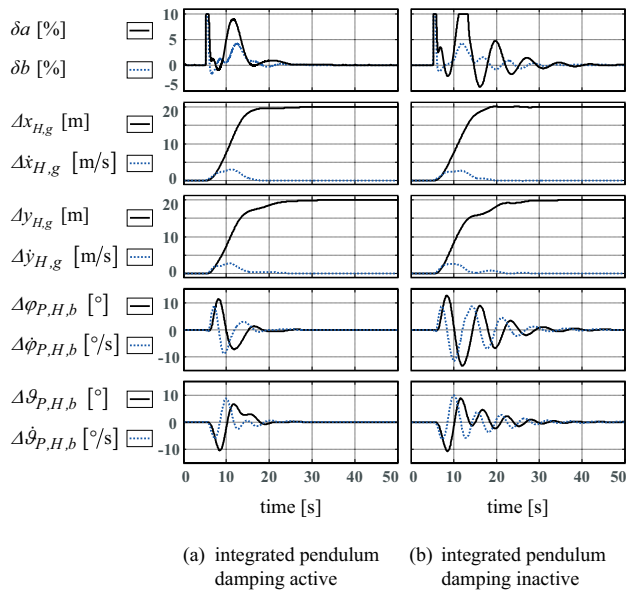 δa [%]
δb [%]
10
5
0
-5
Δx_{H,g} [m]
Δẋ_{H,g} [m/s]
20
10
0
Δy_{H,g} [m]
Δẏ_{H,g} [m/s]
20
10
0
Δφ_{P,H,b} [°]
Δφ̇_{P,H,b} [°/s]
10
0
-10
Δϑ_{P,H,b} [°]
Δϑ̇_{P,H,b} [°/s]
10
0
-10
0 10 20 30 40 50 0 10 20 30 40 50
time [s] time [s]
(a) integrated pendulum
damping active
(b) integrated pendulum
damping inactive